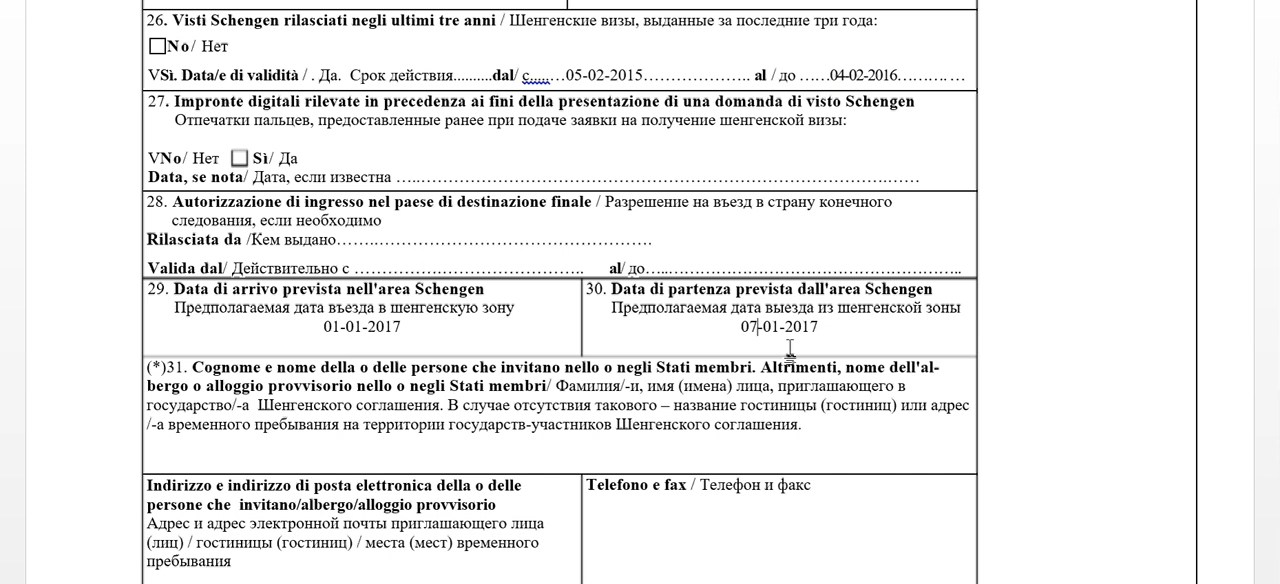 26. Visti Schengen rilasciati negli ultimi tre anni / Шенгенские визы, выданные за последние три года:
No/ Нет
VSì. Data/e di validità / . Да.  Срок действия..........dal/ с......…05-02-2015……………….. al / до ……04-02-2016…………
27. Impronte digitali rilevate in precedenza ai fini della presentazione di una domanda di visto Schengen
Отпечатки пальцев, предоставленные ранее при подаче заявки на получение шенгенской визы:
VNo/ Нет  Sì/ Да
Data, se nota/ Дата, если известна ……………………………………………………………………………
28. Autorizzazione di ingresso nel paese di destinazione finale / Разрешение на въезд в страну конечного
следования, если необходимо
Rilasciata da /Кем выдано…………………………………………………….
Valida dal/ Действительно с ………………………………….. al/ до………………………………………………..
29. Data di arrivo prevista nell'area Schengen
Предполагаемая дата въезда в шенгенскую зону
01-01-2017
30. Data di partenza prevista dall'area Schengen
Предполагаемая дата выезда из шенгенской зоны
07-01-2017
(*)31. Cognome e nome della o delle persone che invitano nello o negli Stati membri. Altrimenti, nome dell'al-
bergo o alloggio provvisorio nello o negli Stati membri/ Фамилия/-и, имя (имена) лица, приглашающего в
государство/-а  Шенгенского соглашения. В случае отсутствия такового – название гостиницы (гостиниц) или адрес
/-а временного пребывания на территории государств-участников Шенгенского соглашения.
Indirizzo e indirizzo di posta elettronica della o delle
persone che  invitano/albergo/alloggio provvisorio
Адрес и адрес электронной почты приглашающего лица
(лиц) / гостиницы (гостиниц) / места (мест) временного
пребывания
Telefono e fax / Телефон и факс